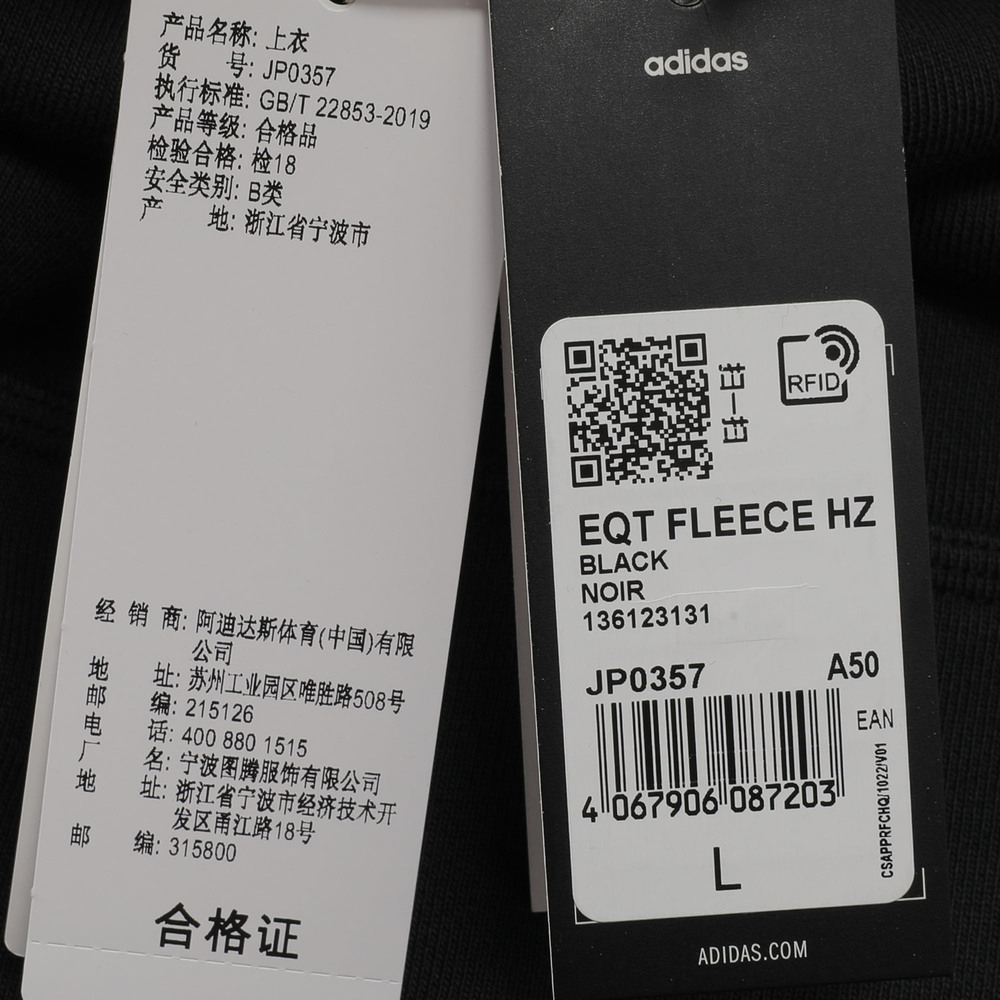 产品名称: 上衣
货 号: JP0357
执行标准: GB/T 22853-2019
产品等级: 合格品
检验合格: 检18
安全类别: B类
产 地: 浙江省宁波市
经 销 商: 阿迪达斯体育(中国)有限
公司
地 址: 苏州工业园区唯胜路508号
邮 编: 215126
电 话: 400 880 1515
厂 名: 宁波图腾服饰有限公司
地 址: 浙江省宁波市经济技术开
发区甬江路18号
邮 编: 315800
合格证
adidas
RFID
EQT FLEECE HZ
BLACK
NOIR
136123131
JP0357 A50
EAN
4 067906 087203
CSAPPRFCHQ/1022/V01
L
ADIDAS.COM